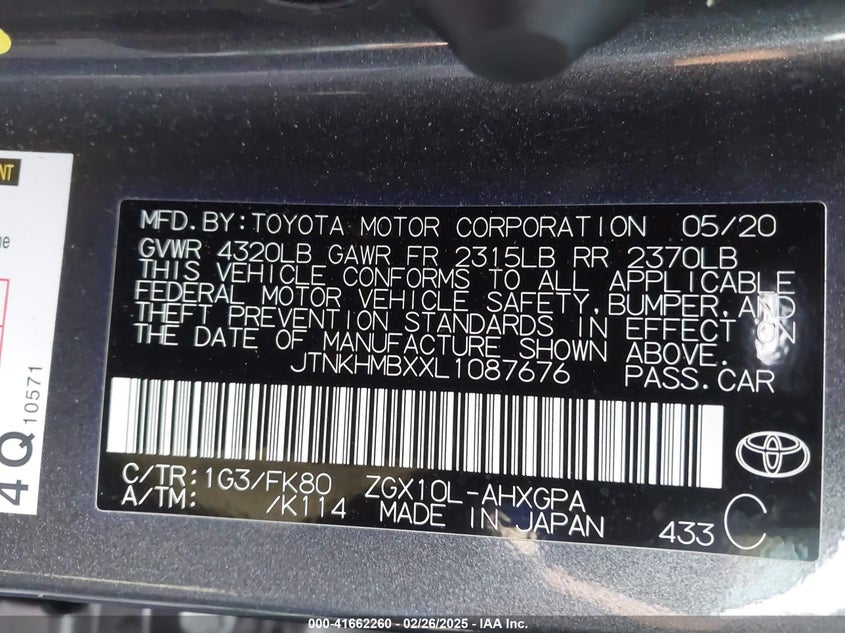 NT
ne
4Q
10571
MFD.BY:TOYOTA MOTOR CORPORATION 05/20
GVWR 4320LB GAWR FR 2315LB RR 2370LB
THIS VEHICLE CONFORMS TO ALL APPLICABLE
FEDERAL MOTOR VEHICLE SAFETY,BUMPER,AND
THEFT PREVENTION STANDARDS IN EFFECT ON
THE DATE OF MANUFACTURE SHOWN ABOVE.
JTNKHMBXXL1087676 PASS.CAR
C/TR:1G3/FK80 ZGX10L-AHXGPA
A/TM: /K114 MADE IN JAPAN 433 C
000-41662260 - 02/26/2025 - IAA Inc.